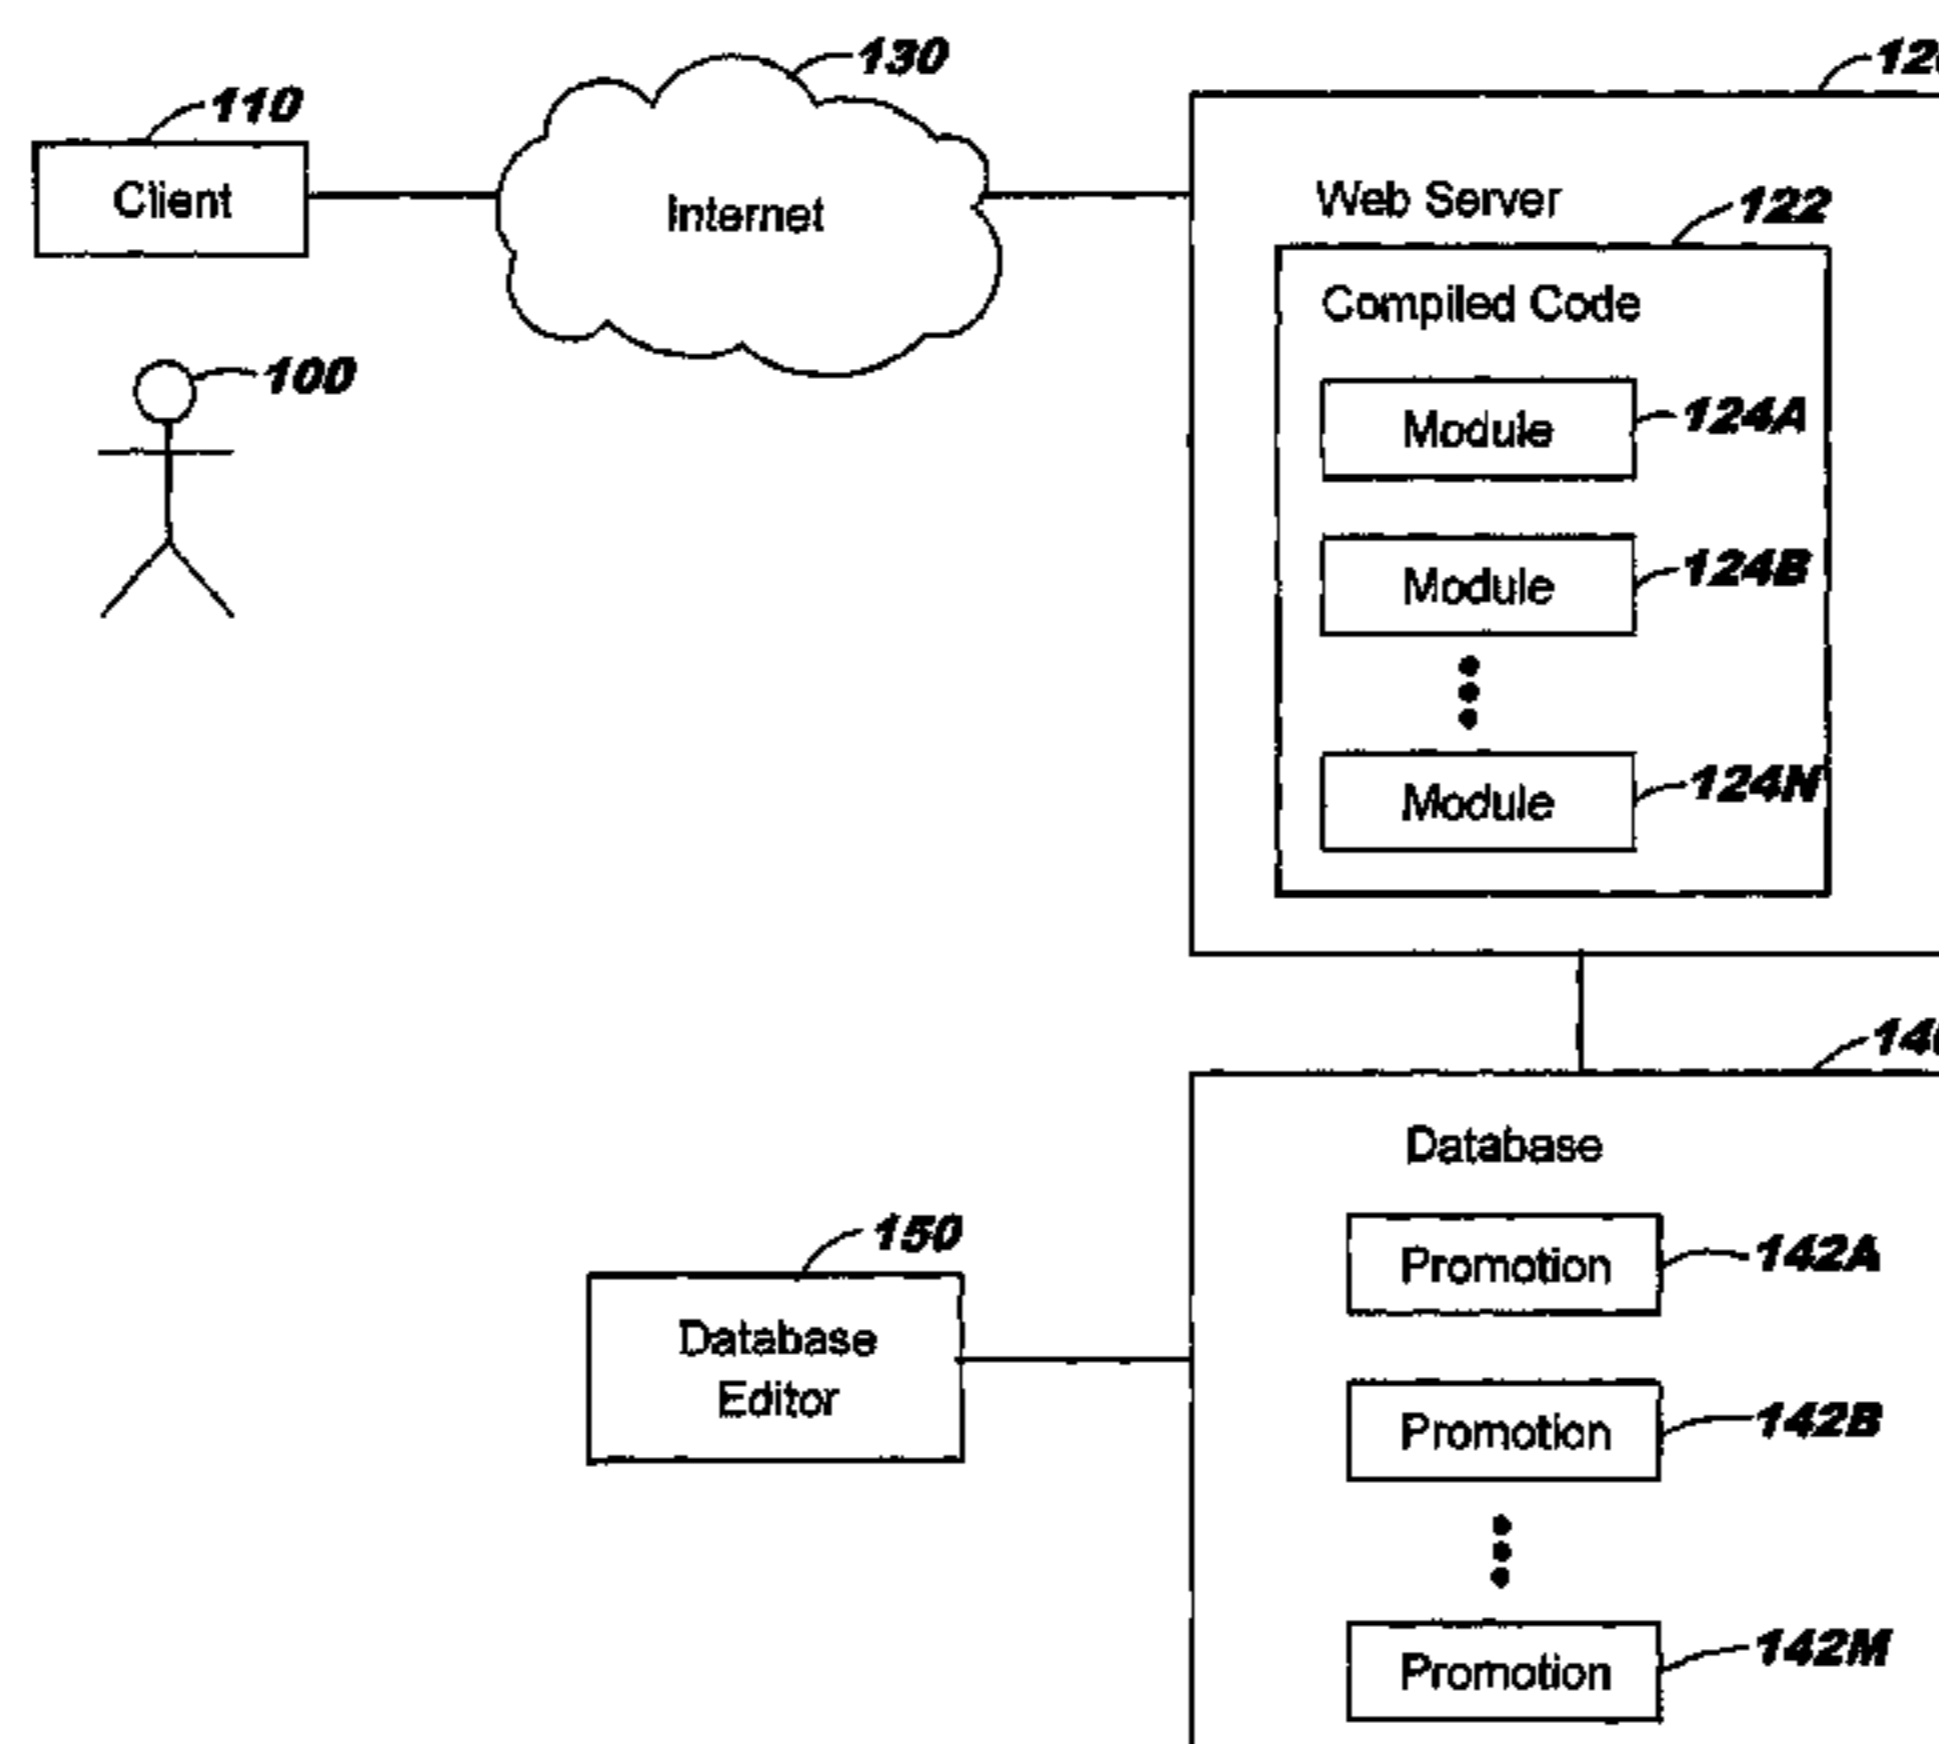 130
110
Client
Internet
Web Server
122
Compiled Code
100
Module
124A
Module
124B
Module
124N
Database
150
Database
Editor
Promotion
142A
Promotion
142B
Promotion
142M